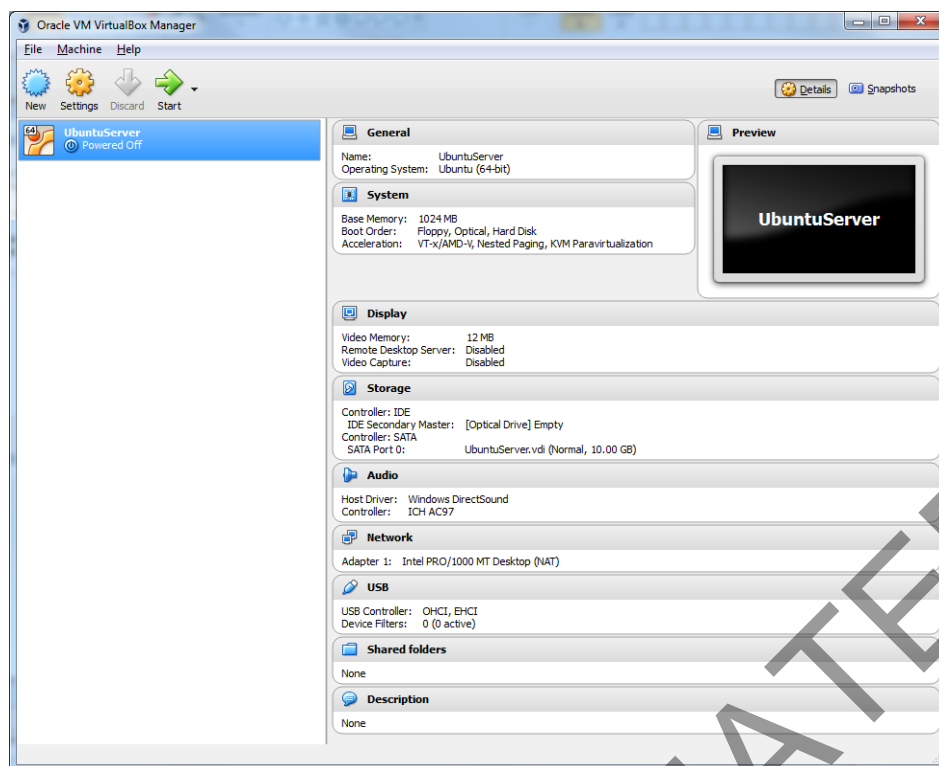 Oracle VM VirtualBox Manager
File Machine Help
New Settings Discard Start
Details Snapshots
64
UbuntuServer
Powered Off
General
Name: UbuntuServer
Operating System: Ubuntu (64-bit)
System
Base Memory: 1024 MB
Boot Order: Floppy, Optical, Hard Disk
Acceleration: VT-x/AMD-V, Nested Paging, KVM Paravirtualization
Preview
UbuntuServer
Display
Video Memory: 12 MB
Remote Desktop Server: Disabled
Video Capture: Disabled
Storage
Controller: IDE
IDE Secondary Master: [Optical Drive] Empty
Controller: SATA
SATA Port 0: UbuntuServer.vdi (Normal, 10.00 GB)
Audio
Host Driver: Windows DirectSound
Controller: ICH AC97
Network
Adapter 1: Intel PRO/1000 MT Desktop (NAT)
USB
USB Controller: OHCI, EHCI
Device Filters: 0 (0 active)
Shared folders
None
Description
None